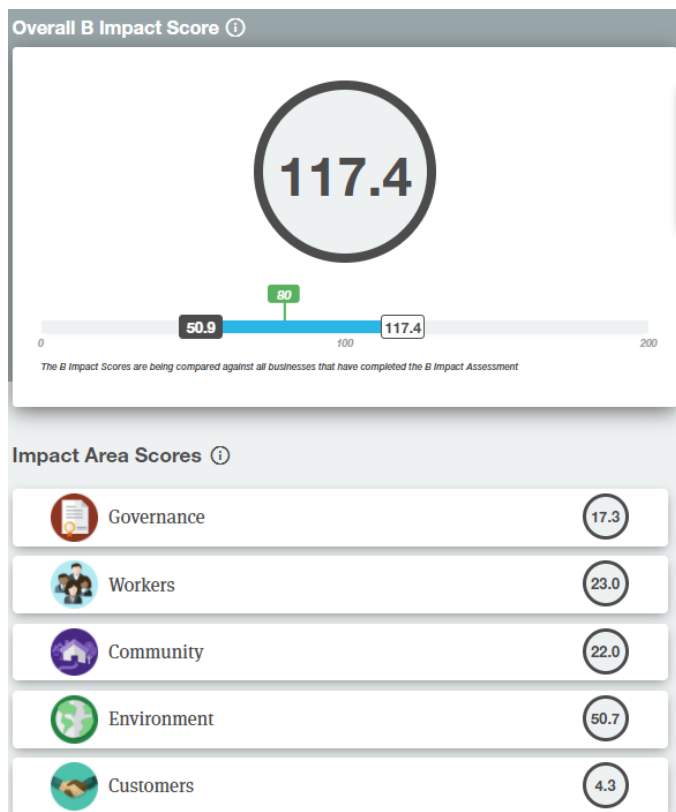 Overall B Impact Score
117.4
80
50.9 117.4
0 100 200
The B Impact Scores are being compared against all businesses that have completed the B Impact Assessment
Impact Area Scores
Governance 17.3
Workers 23.0
Community 22.0
Environment 50.7
Customers 4.3